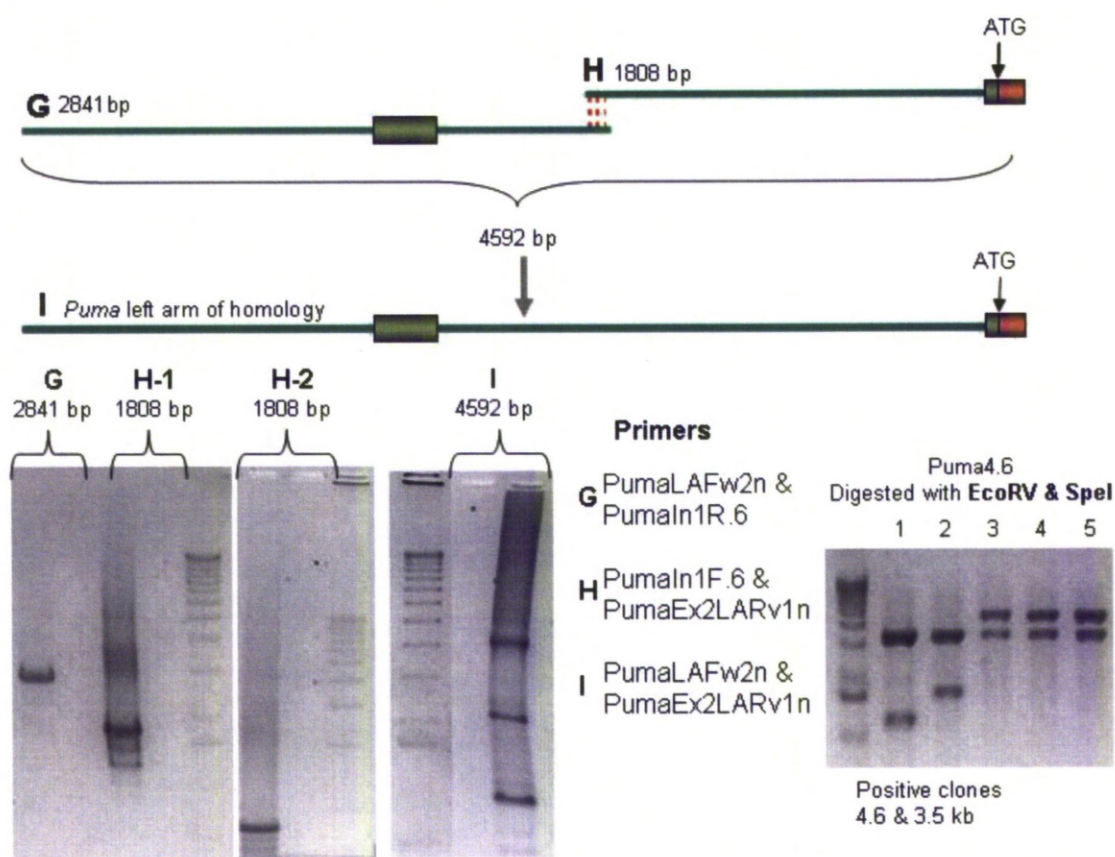 ATG
H 1808 bp
G 2841 bp
4592 bp
ATG
I Puma left arm of homology
G H-1 H-2 I
2841 bp 1808 bp 1808 bp 4592 bp
Primers
G PumaLAFw2n &
PumaIn1R.6
H PumaIn1F.6 &
PumaEx2LARv1n
I PumaLAFw2n &
PumaEx2LARv1n
Puma4.6
Digested with EcoRV & SpeI
1 2 3 4 5
Positive clones
4.6 & 3.5 kb